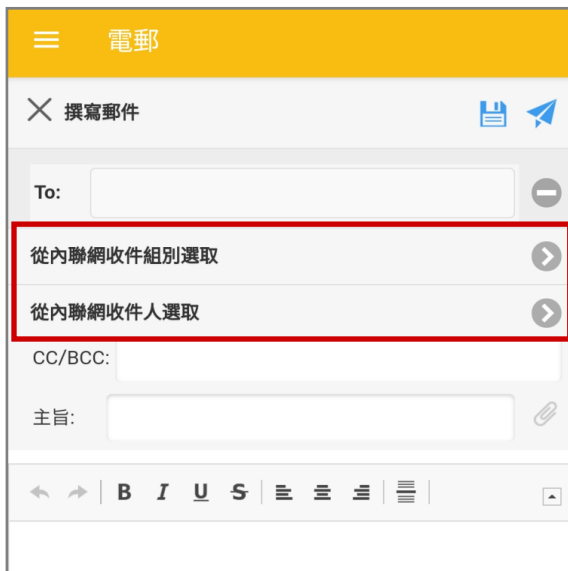 電郵
撰寫郵件
To:
從內聯網收件組別選取
從內聯網收件人選取
CC/BCC:
主旨:
B I U S